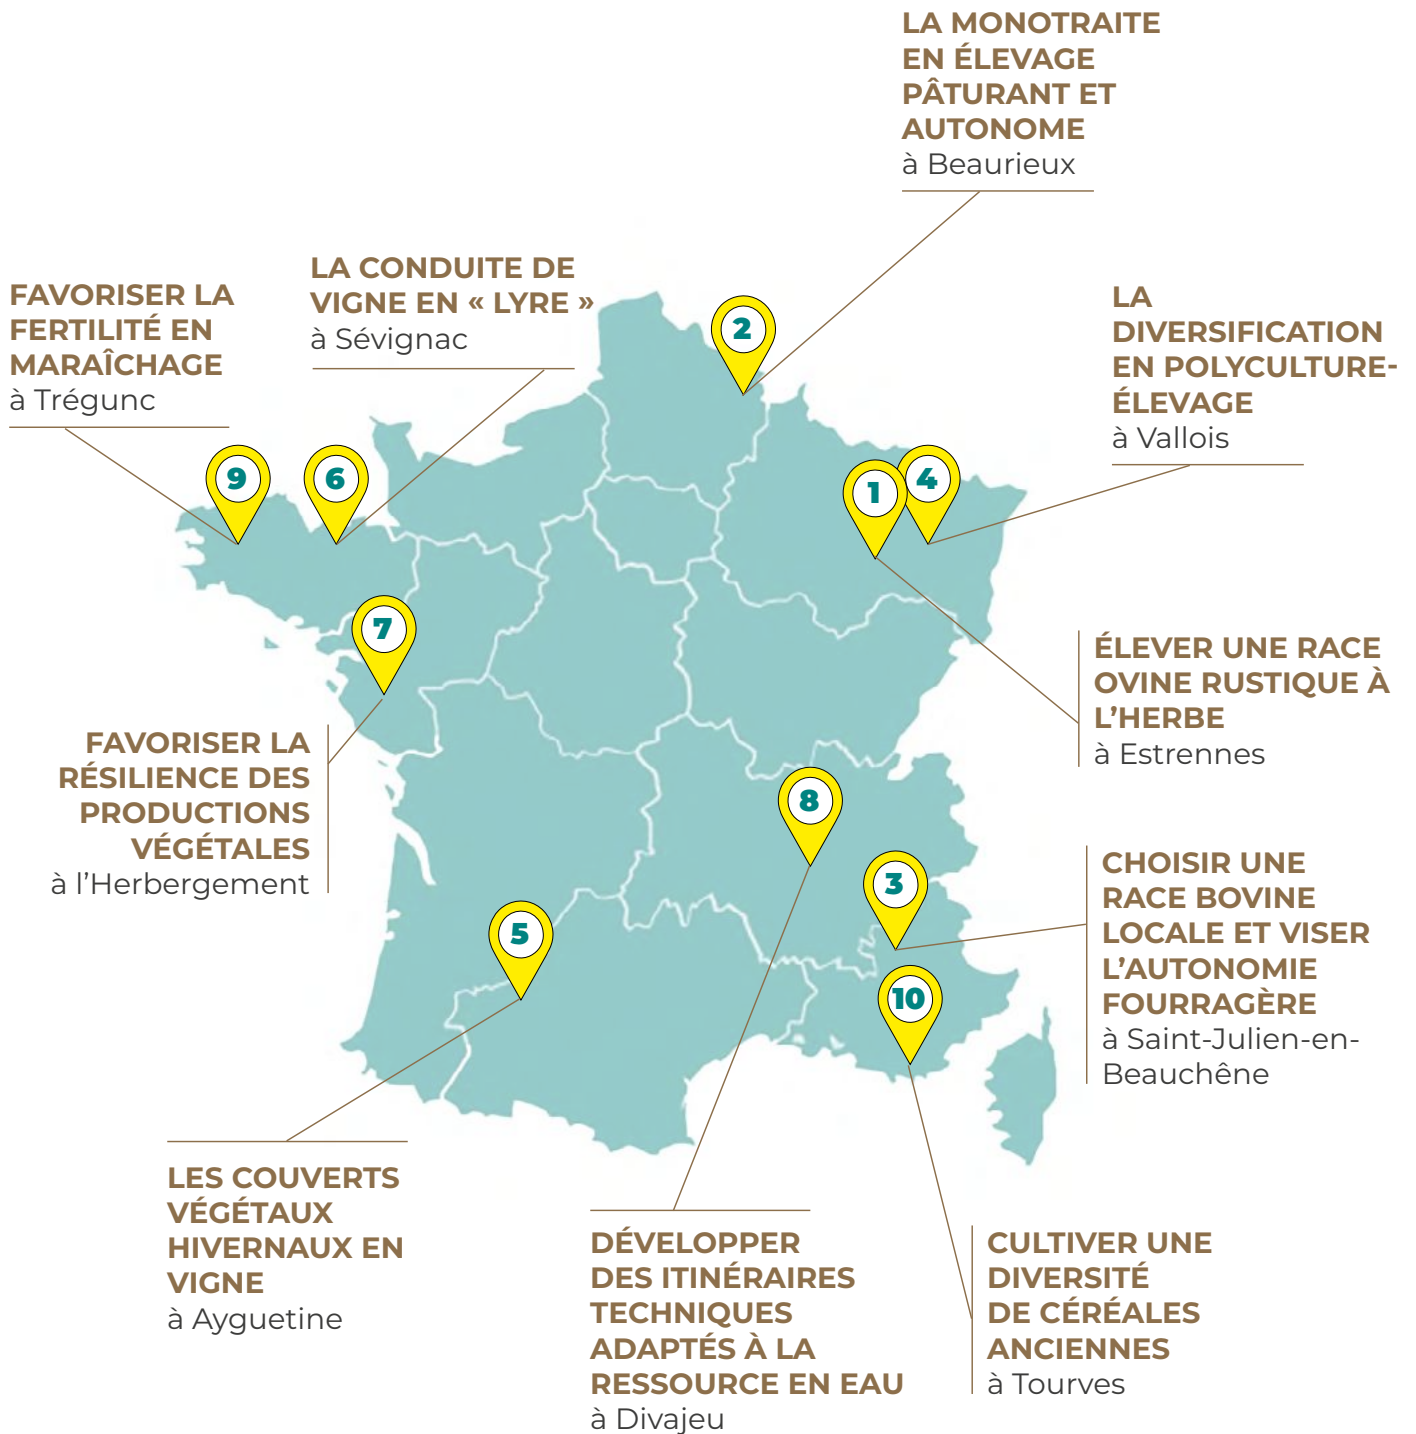 LA MONOTRAITE
EN ÉLEVAGE
PÂTURANT ET
AUTONOME
à Beaurieux
LA CONDUITE DE
VIGNE EN « LYRE »
à Sévignac
FAVORISER LA
FERTILITÉ EN
MARAÎCHAGE
à Trégunc
LA
DIVERSIFICATION
EN POLYCULTURE-
ÉLEVAGE
à Vallois
2
9
6
1
4
7
ÉLEVER UNE RACE
OVINE RUSTIQUE À
L’HERBE
à Estrennes
FAVORISER LA
RÉSILIENCE DES
PRODUCTIONS
VÉGÉTALES
à l’Herbergement
8
3
5
10
CHOISIR UNE
RACE BOVINE
LOCALE ET VISER
L’AUTONOMIE
FOURRAGÈRE
à Saint-Julien-en-
Beauchêne
LES COUVERTS
VÉGÉTAUX
HIVERNAUX EN
VIGNE
à Ayguetine
DÉVELOPPER
DES ITINÉRAIRES
TECHNIQUES
ADAPTÉS À LA
RESSOURCE EN EAU
à Divajeu
CULTIVER UNE
DIVERSITÉ
DE CÉRÉALES
ANCIENNES
à Tourves